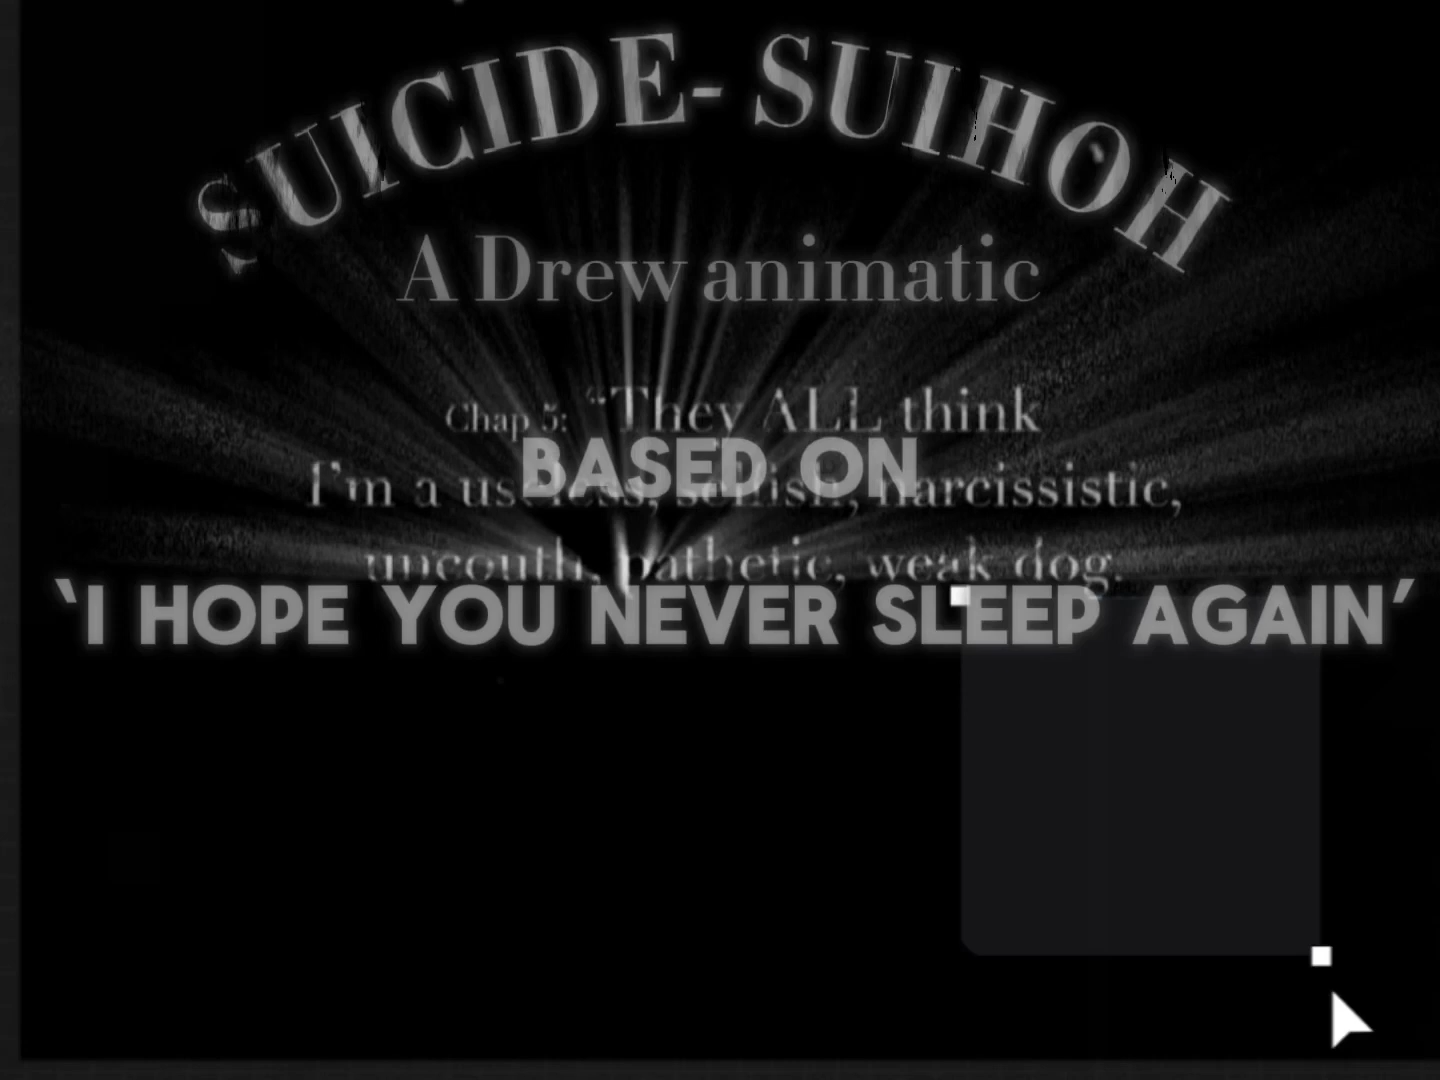 SUICIDE- SUIHOH
A Drew animatic
Chap 5: “They ALL think
BASED ON
I'm a useless, selfish, narcissistic,
uncouth, pathetic, weak dog.
‘I HOPE YOU NEVER SLEEP AGAIN’